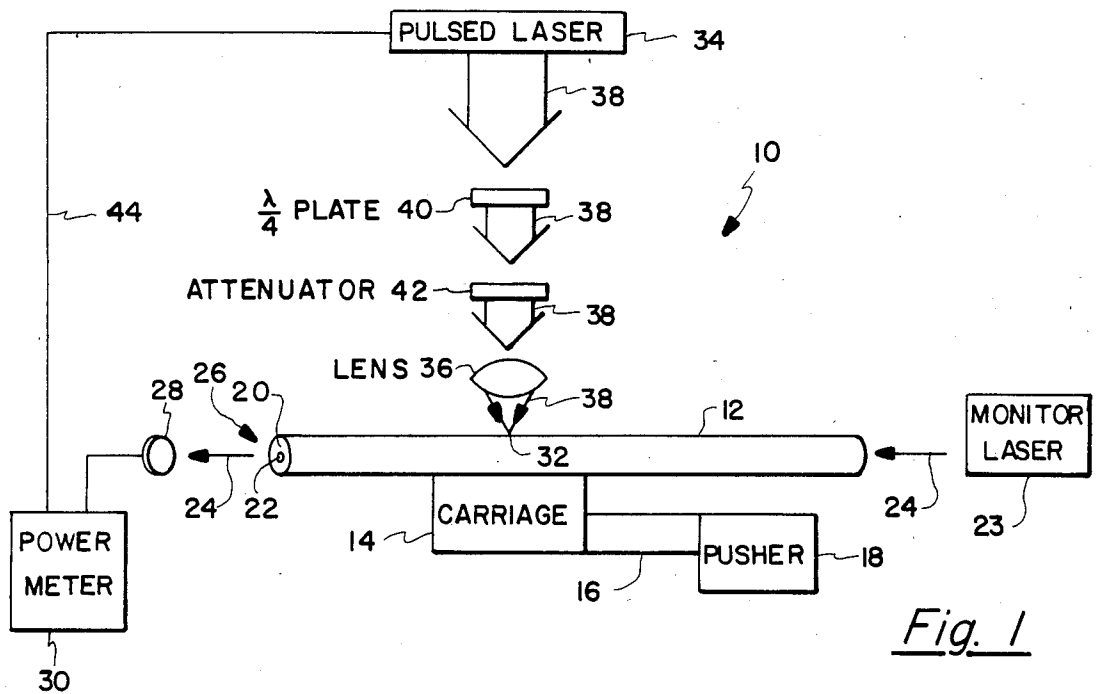 PULSED LASER
34
38
10
44
λ/4 PLATE 40
38
ATTENUATOR 42
38
LENS 36
38
28
26
20
12
MONITOR
LASER
32
24
22
24
23
POWER
METER
14
CARRIAGE
PUSHER
18
16
30
Fig. 1